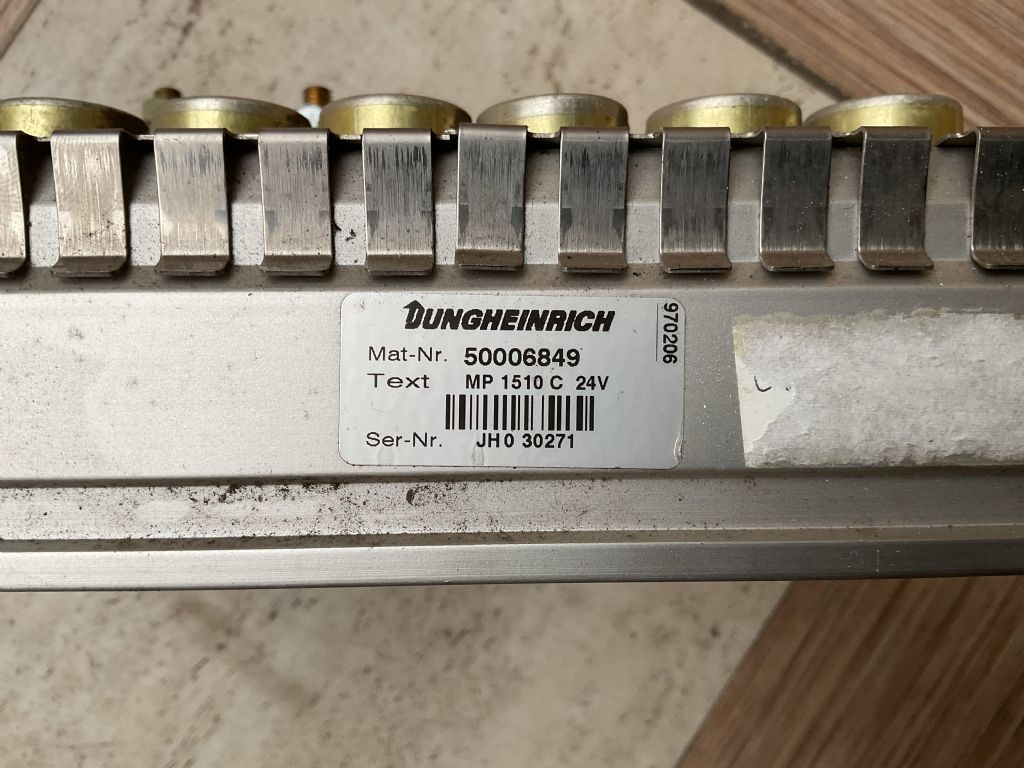 JUNGHEINRICH
Mat-Nr. 50006849
Text MP 1510 C 24V
Ser-Nr. JH0 30271
970206